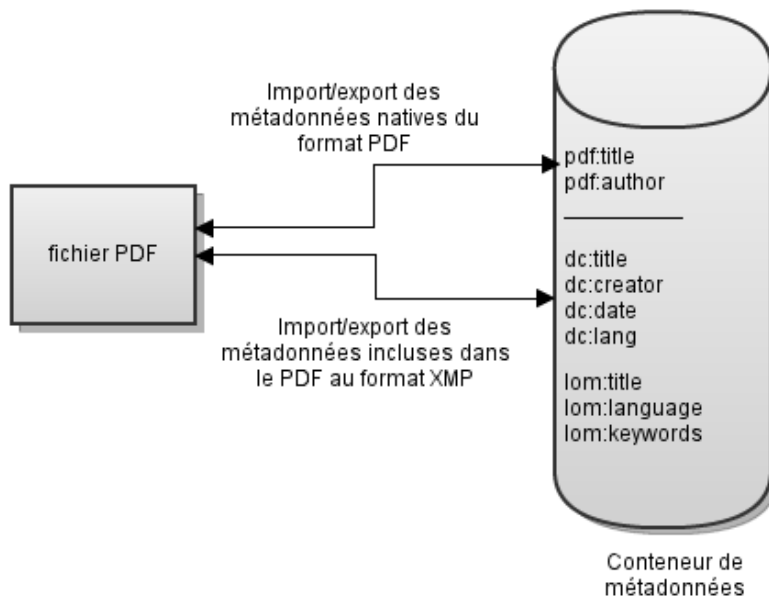 Import/export des
métadonnées natives du
format PDF
fichier PDF
Import/export des
métadonnées incluses dans
le PDF au format XMP
pdf:title
pdf:author
dc:title
dc:creator
dc:date
dc:lang
lom:title
lom:language
lom:keywords
Conteneur de
métadonnées